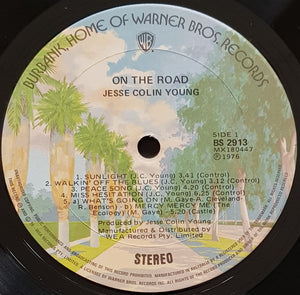 BURBANK, HOME OF WARNER BROS. RECORDS
WB
ON THE ROAD
JESSE COLIN YOUNG
SIDE 1
BS 2913
MX180447
℗ 1976
1. SUNLIGHT (J.C. Young) 3.41 (Control)
2. WALKIN' OFF THE BLUES (J.C. Young) 4.42 (Control)
3. PEACE SONG (J.C. Young) 4.20 (Control)
4. MISS HESITATION (J.C. Young) 6.25 (Control)
5. a) WHAT'S GOING ON (M. Gaye A. Cleveland-
R. Benson) - b) MERCY MERCY ME (The
Ecology) (M. Gaye) - 5.20 (Castle)
Produced by Jesse Colin Young.
Manufactured & Distributed by
WEA Records Pty. Limited.
STEREO